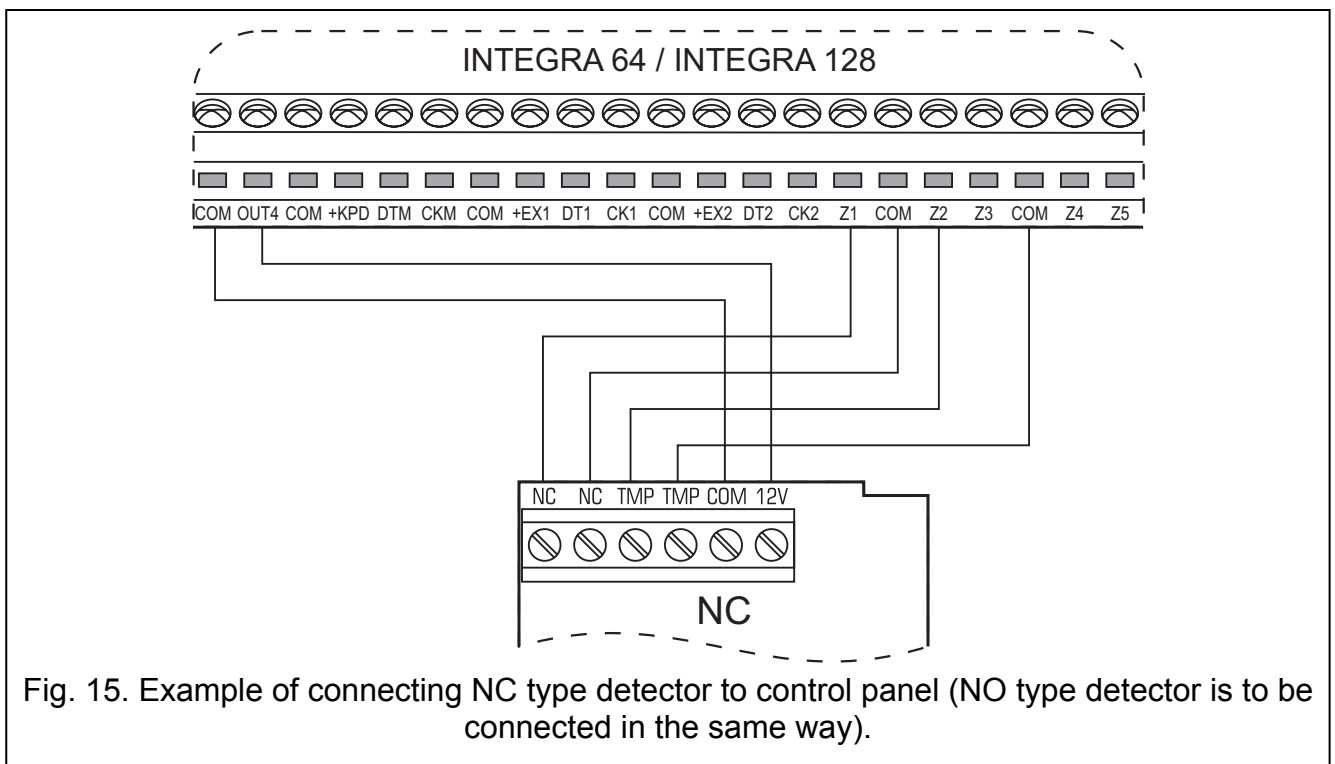 INTEGRA 64 / INTEGRA 128
COM OUT4 COM +KPD DTM CKM COM +EX1 DT1 CK1 COM +EX2 DT2 CK2 Z1 COM Z2 Z3 COM Z4 Z5
NC NC TMP TMP COM 12V
NC
Fig. 15. Example of connecting NC type detector to control panel (NO type detector is to be
connected in the same way).